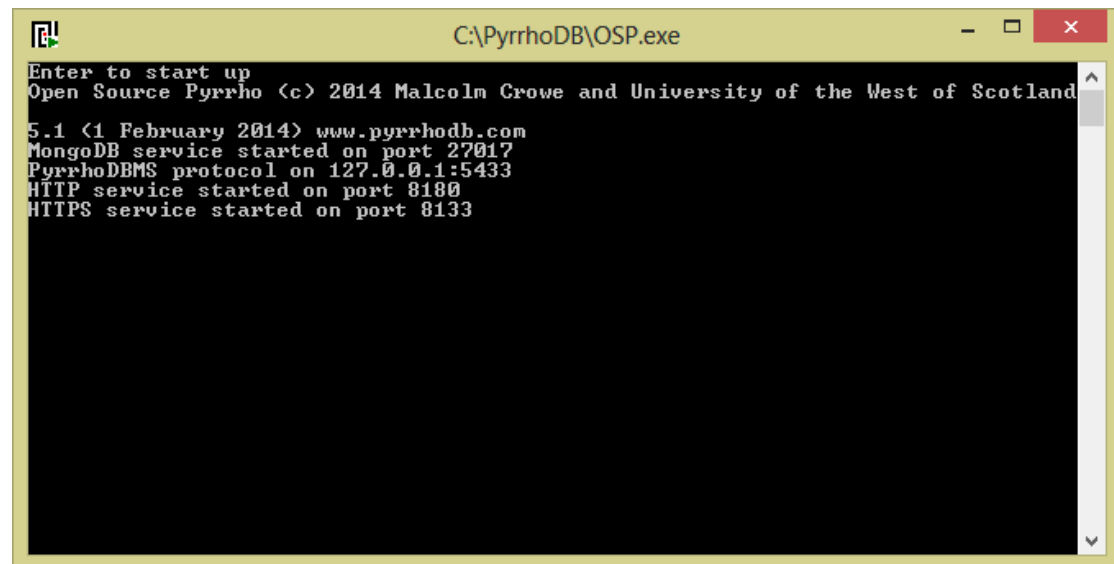 C:\PyrrhoDB\OSP.exe
Enter to start up
Open Source Pyrrho (c) 2014 Malcolm Crowe and University of the West of Scotland
5.1 (1 February 2014) www.pyrrhodb.com
MongoDB service started on port 27017
PyrrhoDBMS protocol on 127.0.0.1:5433
HTTP service started on port 8180
HTTPS service started on port 8133